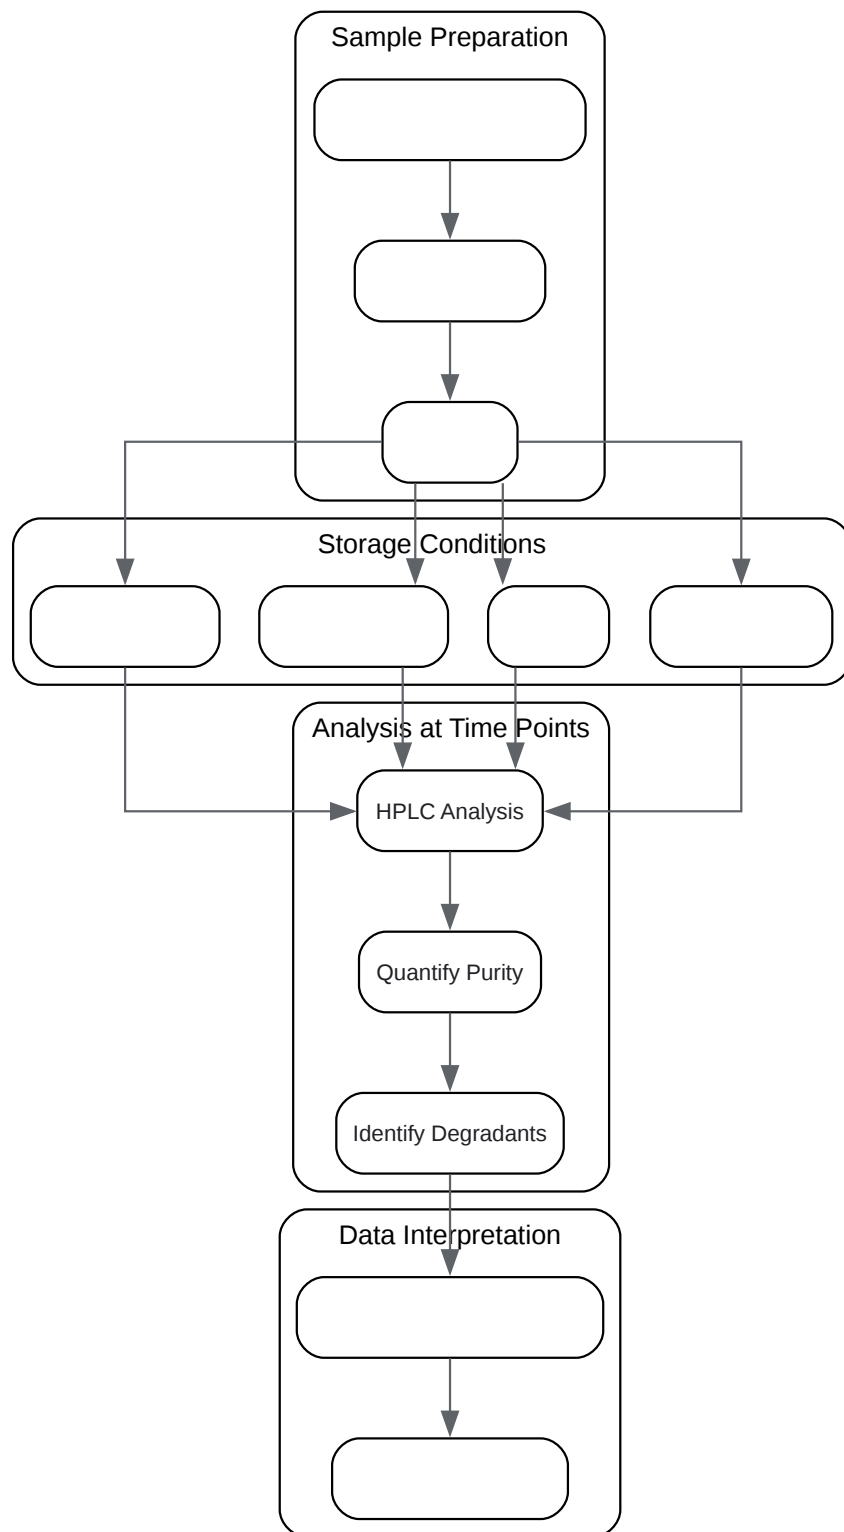 Sample Preparation
Storage Conditions
Analysis at Time Points
HPLC Analysis
Quantify Purity
Identify Degradants
Data Interpretation